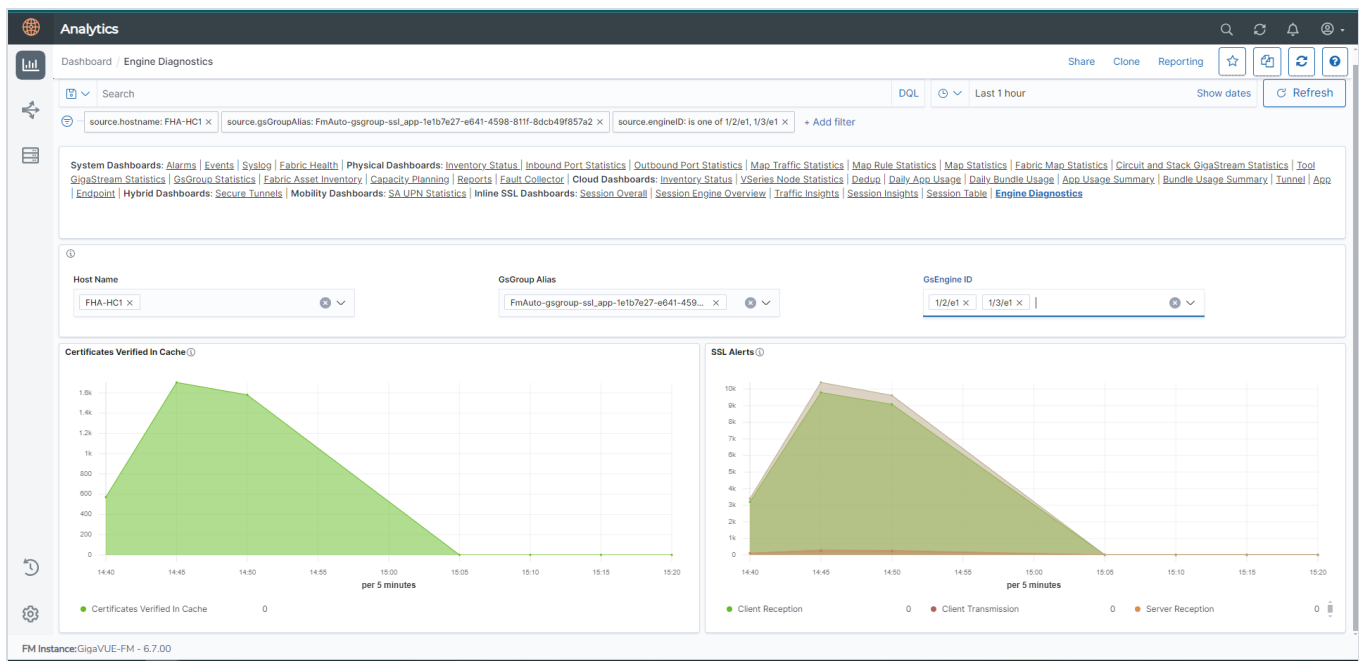 Analytics
Dashboard / Engine Diagnostics
Share Clone Reporting
Search
DQL
Last 1 hour
Show dates
Refresh
source.hostname: FHA-HC1 ×
source.gsGroupAlias: FmAuto-gsgroup-ssl_app-1e1b7e27-e641-4598-811f-8dcb49f857a2 ×
source.engineID: is one of 1/2/e1, 1/3/e1 ×
+ Add filter
System Dashboards: Alarms | Events | Syslog | Fabric Health | Physical Dashboards: Inventory Status | Inbound Port Statistics | Outbound Port Statistics | Map Traffic Statistics | Map Rule Statistics | Map Statistics | Fabric Map Statistics | Circuit and Stack GigaStream Statistics | Tool
GigaStream Statistics | GsGroup Statistics | Fabric Asset Inventory | Capacity Planning | Reports | Fault Collector | Cloud Dashboards: Inventory Status | VSeries Node Statistics | Dedup | Daily App Usage | Daily Bundle Usage | App Usage Summary | Bundle Usage Summary | Tunnel | App
| Endpoint | Hybrid Dashboards: Secure Tunnels | Mobility Dashboards: SA UPN Statistics | Inline SSL Dashboards: Session Overall | Session Engine Overview | Traffic Insights | Session Insights | Session Table | Engine Diagnostics
Host Name
FHA-HC1 ×
GsGroup Alias
FmAuto-gsgroup-ssl_app-1e1b7e27-e641-459... ×
GsEngine ID
1/2/e1 × 1/3/e1 ×
Certificates Verified In Cache
1.6k
1.4k
1.2k
1k
800
600
400
200
0
14:40 14:45 14:50 14:55 15:00 15:05 15:10 15:15 15:20
per 5 minutes
Certificates Verified In Cache 0
SSL Alerts
10k
9k
8k
7k
6k
5k
4k
3k
2k
1k
0
14:40 14:45 14:50 14:55 15:00 15:05 15:10 15:15 15:20
per 5 minutes
Client Reception 0 Client Transmission 0 Server Reception 0
FM Instance:GigaVUE-FM - 6.7.00